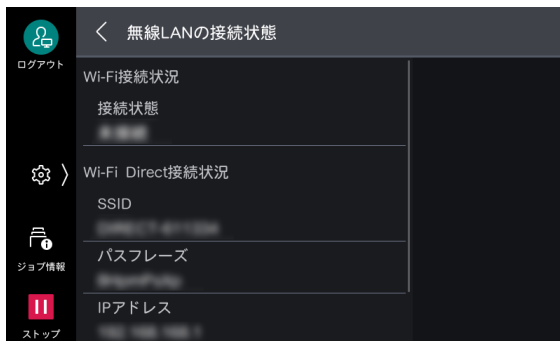 無線LANの接続状態
ログアウト
Wi-Fi接続状況
接続状態
Wi-Fi Direct接続状況
SSID
ジョブ情報
パスフレーズ
IPアドレス
ストップ